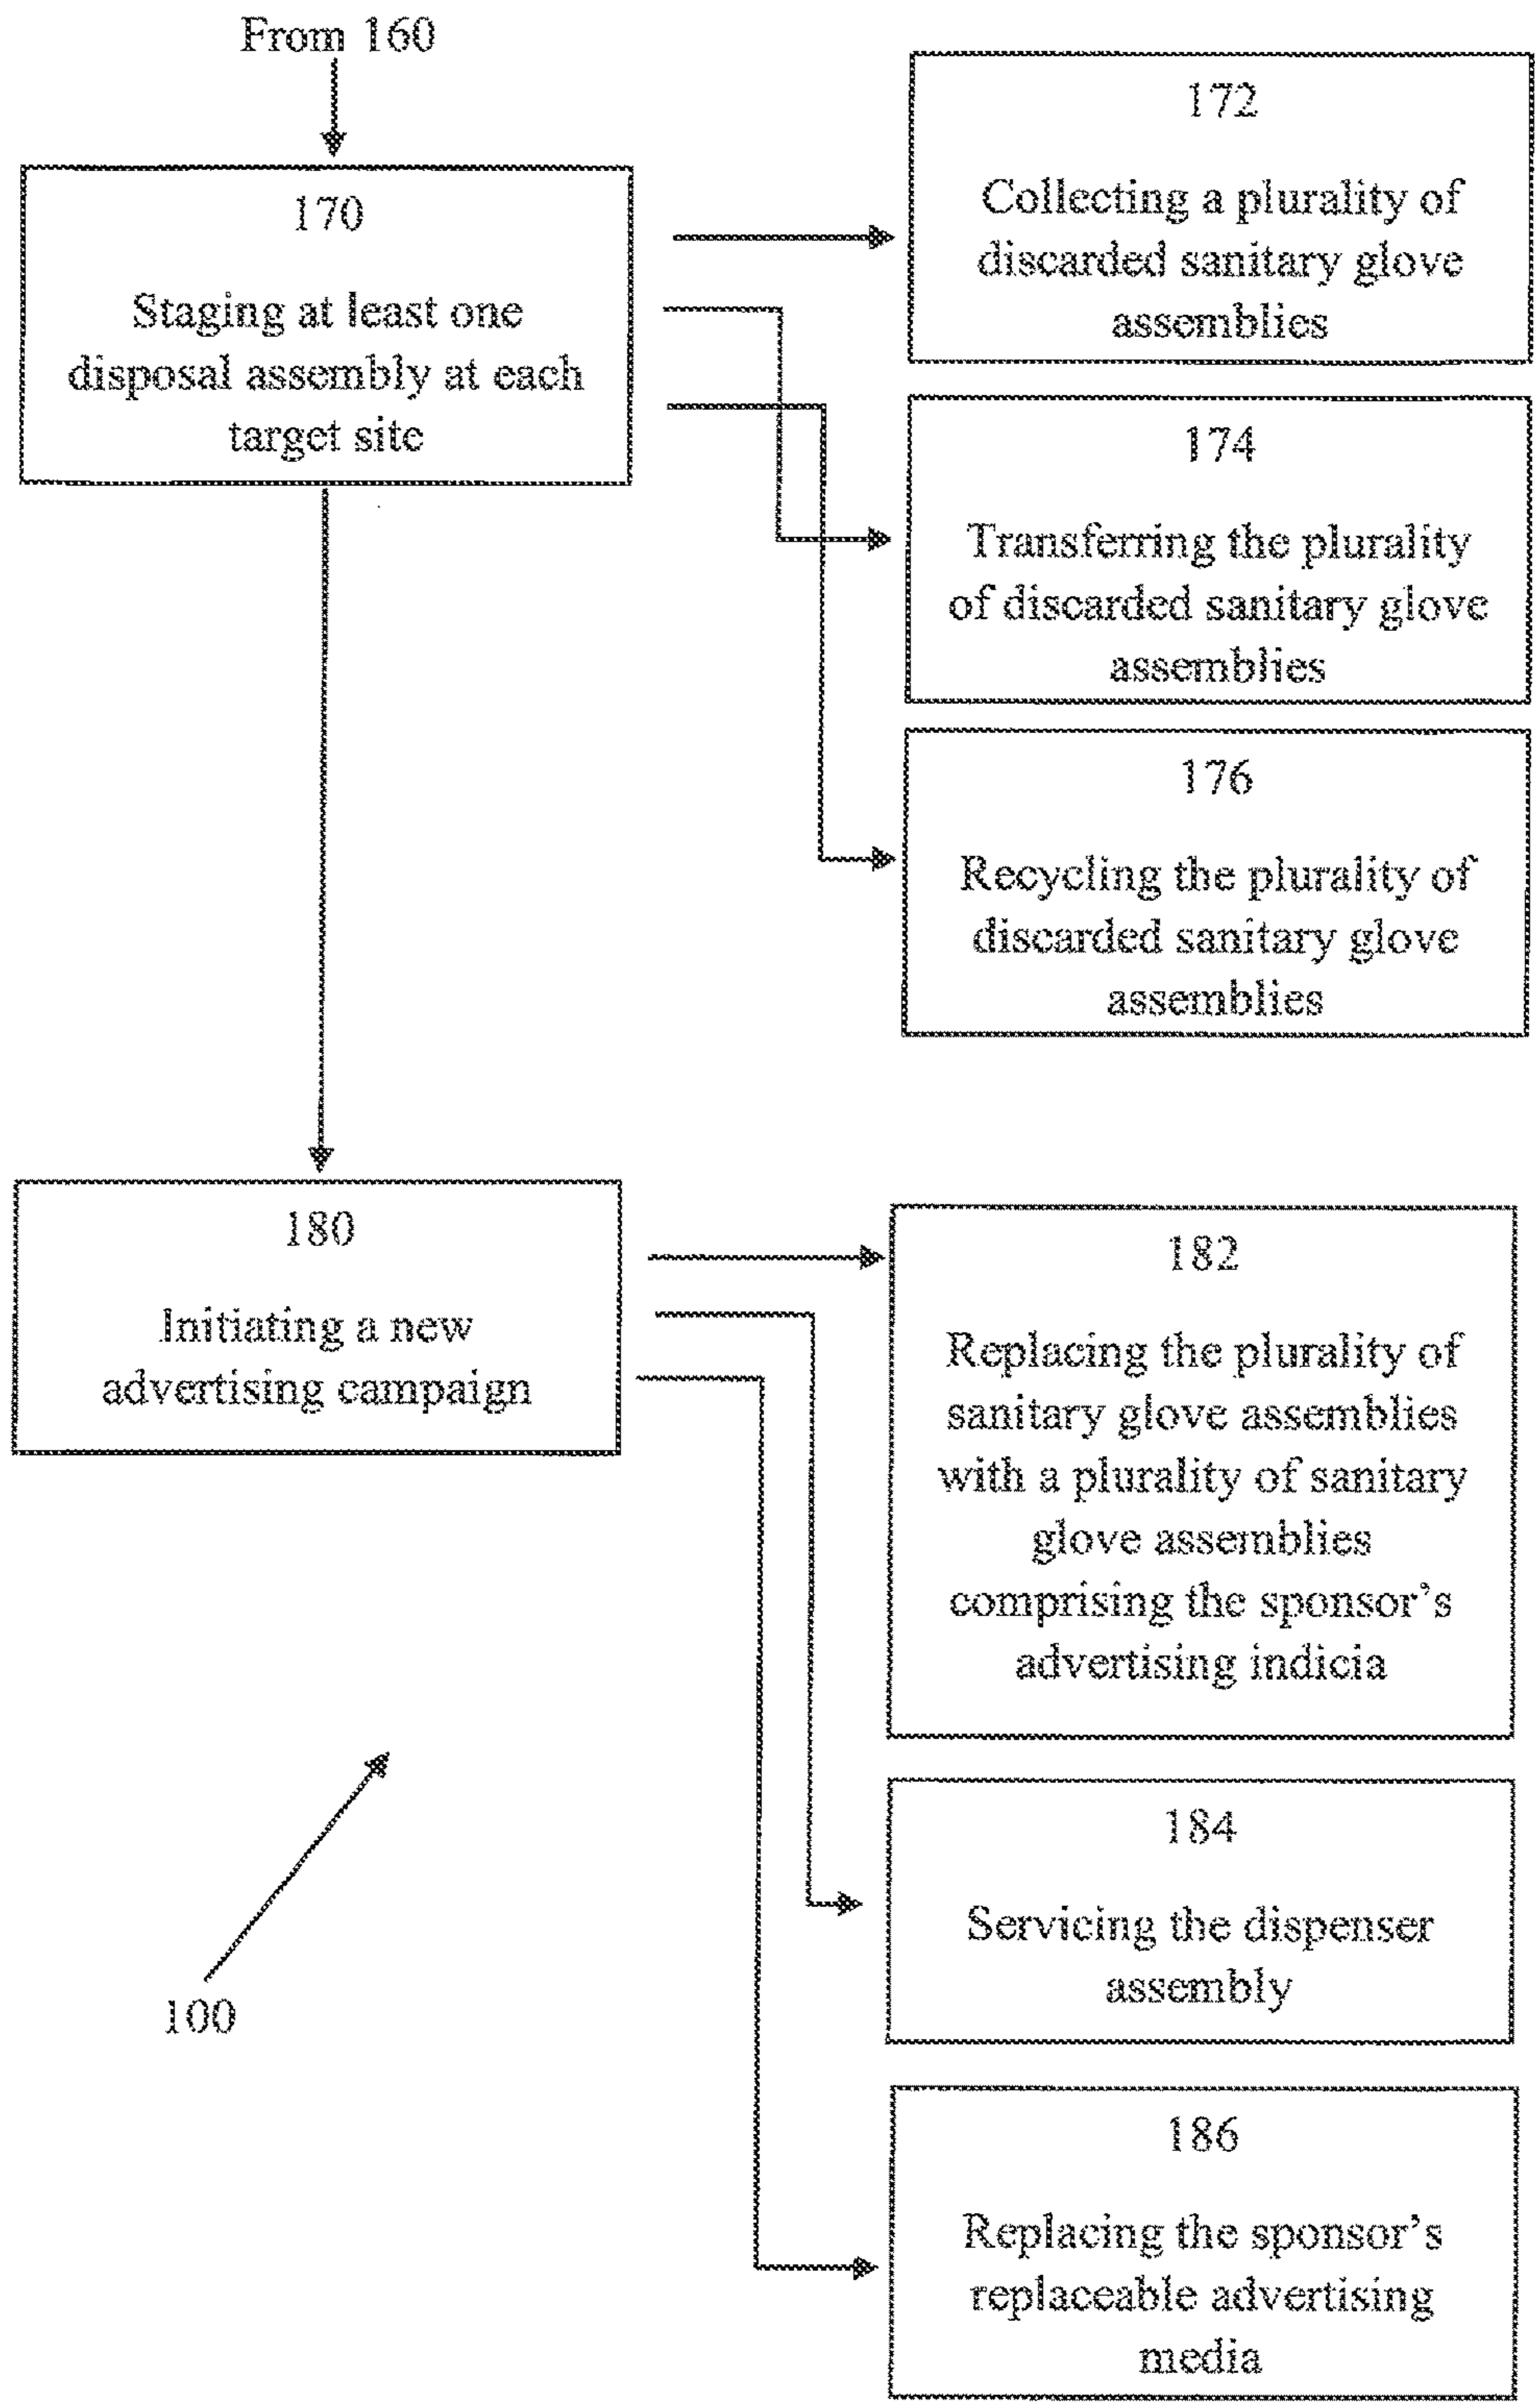 From 160
170
Staging at least one
disposal assembly at each
target site
172
Collecting a plurality of
discarded sanitary glove
assemblies
174
Transferring the plurality
of discarded sanitary glove
assemblies
176
Recycling the plurality of
discarded sanitary glove
assemblies
180
Initiating a new
advertising campaign
182
Replacing the plurality of
sanitary glove assemblies
with a plurality of sanitary
glove assemblies
comprising the sponsor's
advertising indicia
184
Servicing the dispenser
assembly
186
Replacing the sponsor's
replaceable advertising
media
100